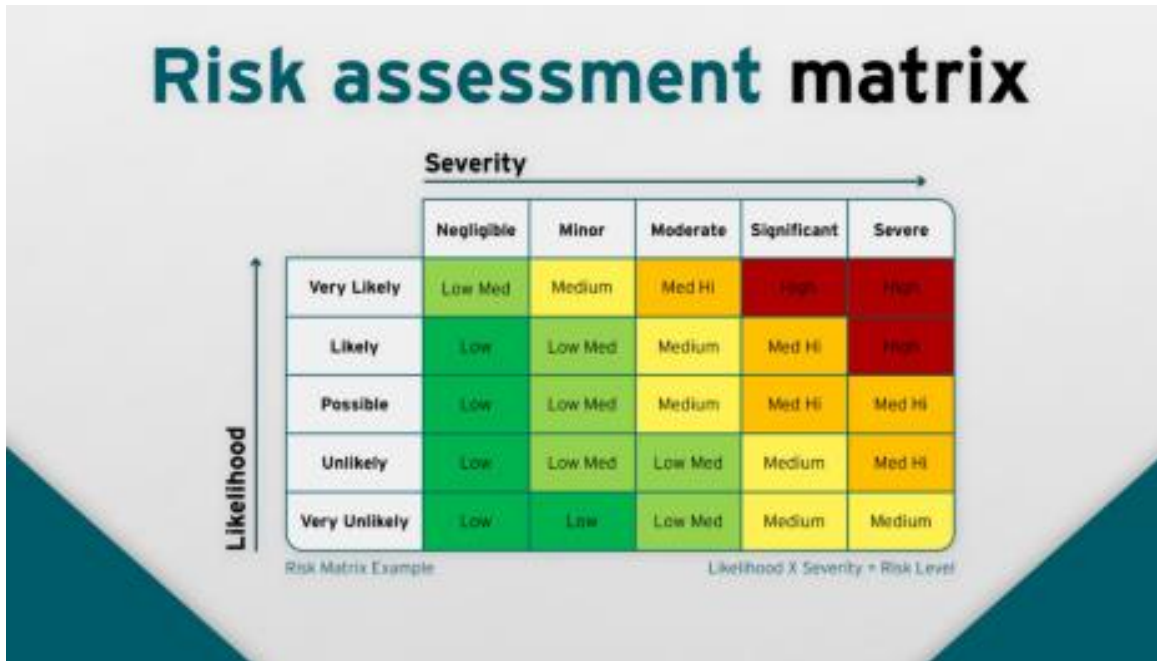 Risk assessment matrix
Severity
Negligible Minor Moderate Significant Severe
Very Likely Low Med Medium Med Hi High High
Likely Low Low Med Medium Med Hi High
Possible Low Low Med Medium Med Hi Med Hi
Unlikely Low Low Med Low Med Medium Med Hi
Very Unlikely Low Low Low Med Medium Medium
Likelihood
Risk Matrix Example Likelihood X Severity = Risk Level